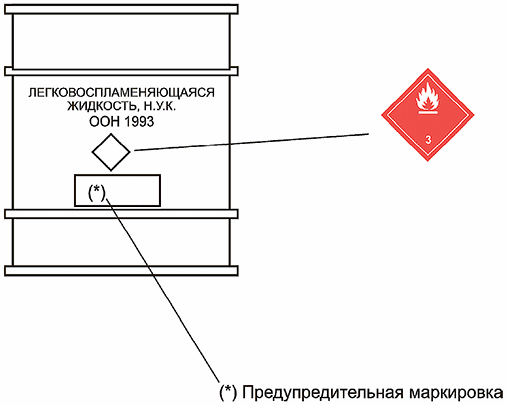 ЛЕГКОВОСПЛАМЕНЯЮЩАЯСЯ
ЖИДКОСТЬ, Н.У.К.
ООН 1993
3
(*)
(*) Предупредительная маркировка